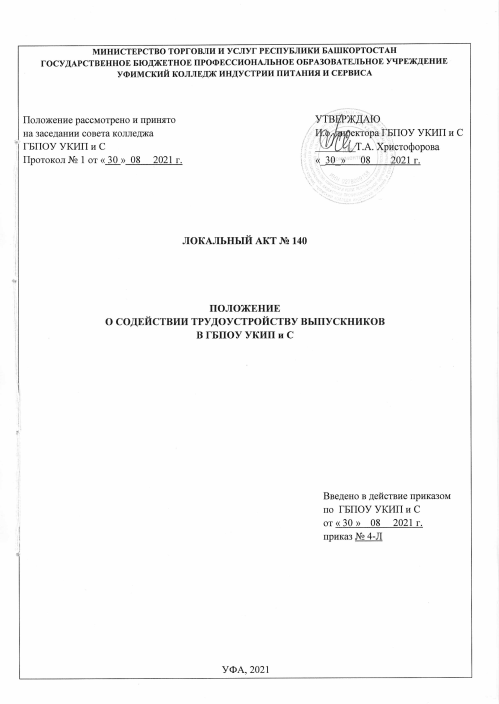 МИНИСТЕРСТВО ТОРГОВЛИ И УСЛУГ РЕСПУБЛИКИ БАШКОРТОСТАН
ГОСУДАРСТВЕННОЕ БЮДЖЕТНОЕ ПРОФЕССИОНАЛЬНОЕ ОБРАЗОВАТЕЛЬНОЕ УЧРЕЖДЕНИЕ
УФИМСКИЙ КОЛЛЕДЖ ИНДУСТРИИ ПИТАНИЯ И СЕРВИСА
Положение рассмотрено и принято
на заседании совета колледжа
ГБПОУ УКИП и С
Протокол № 1 от « 30 » 08 2021 г.
УТВЕРЖДАЮ
И.о. директора ГБПОУ УКИП и С
Т.А. Христофорова
« 30 » 08 2021 г.
ЛОКАЛЬНЫЙ АКТ № 140
ПОЛОЖЕНИЕ
О СОДЕЙСТВИИ ТРУДОУСТРОЙСТВУ ВЫПУСКНИКОВ
В ГБПОУ УКИП и С
Введено в действие приказом
по ГБПОУ УКИП и С
от « 30 » 08 2021 г.
приказ № 4-Л
УФА, 2021